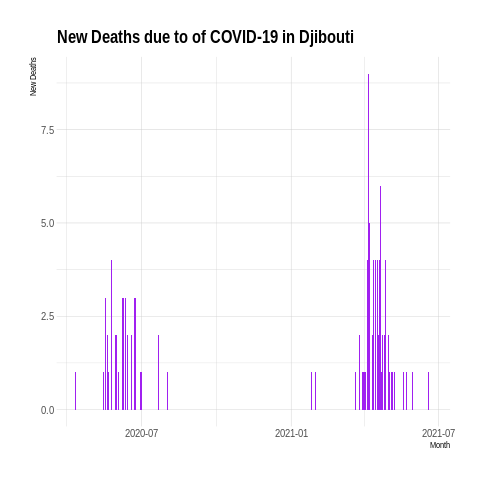 New Deaths due to of COVID-19 in Djibouti
New Deaths
7.5
5.0
2.5
0.0
2020-07
2021-01
2021-07
Month